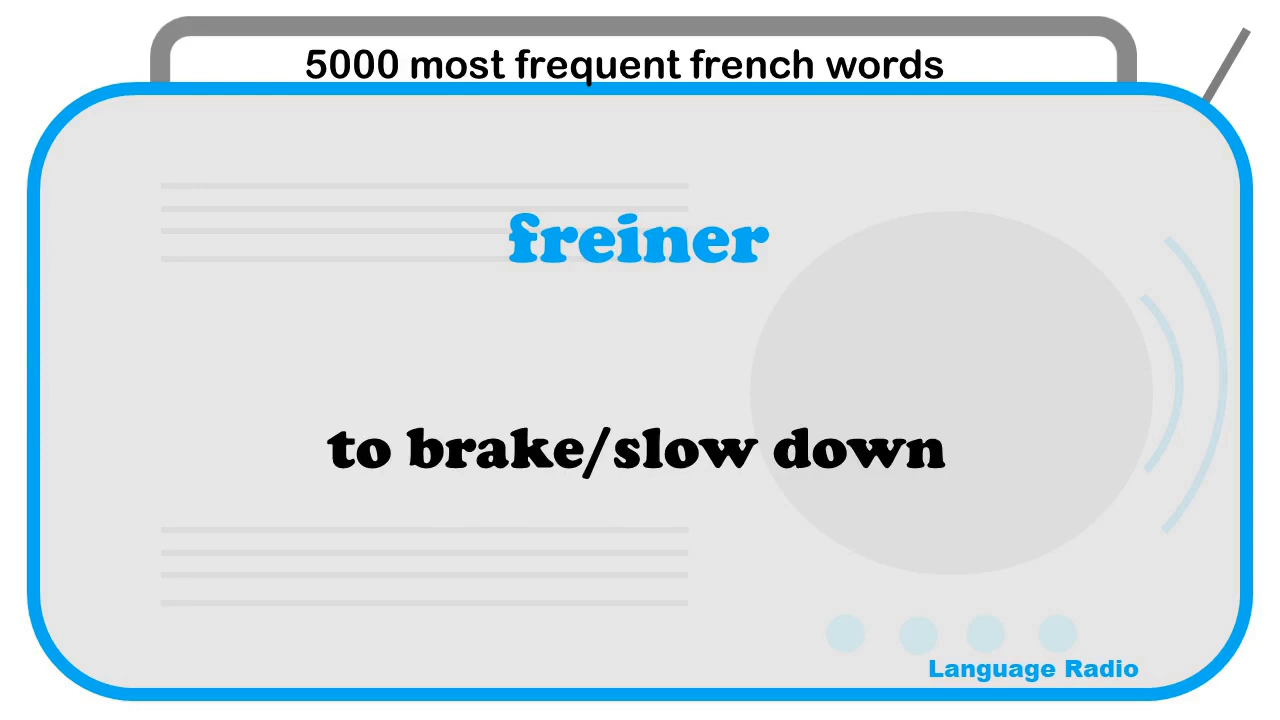 5000 most frequent french words
freiner
to brake/slow down
Language Radio